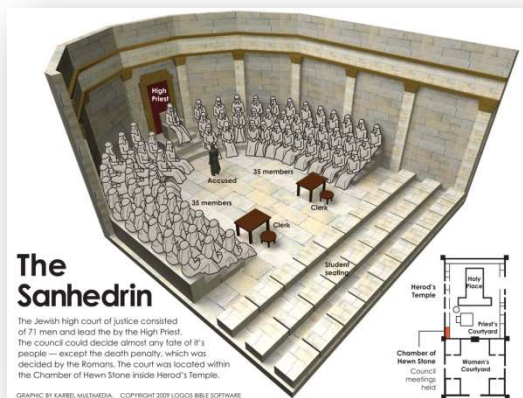 High
Priest
Accused
35 members
35 members
Clerk
Clerk
Student
seating
The
Sanhedrin
The Jewish high court of justice consisted
of 71 men and lead the by the High Priest.
The council could decide almost any fate of it's
people — except the death penalty, which was
decided by the Romans. The court was located within
the Chamber of Hewn Stone inside Herod's Temple.
GRAPHIC BY KARBEL MULTIMEDIA, COPYRIGHT 2009 LOGOS BIBLE SOFTWARE
Herod's
Temple
Holy
Place
Priest's
Courtyard
Chamber of
Hewn Stone
Council
meetings
held
Women's
Courtyard